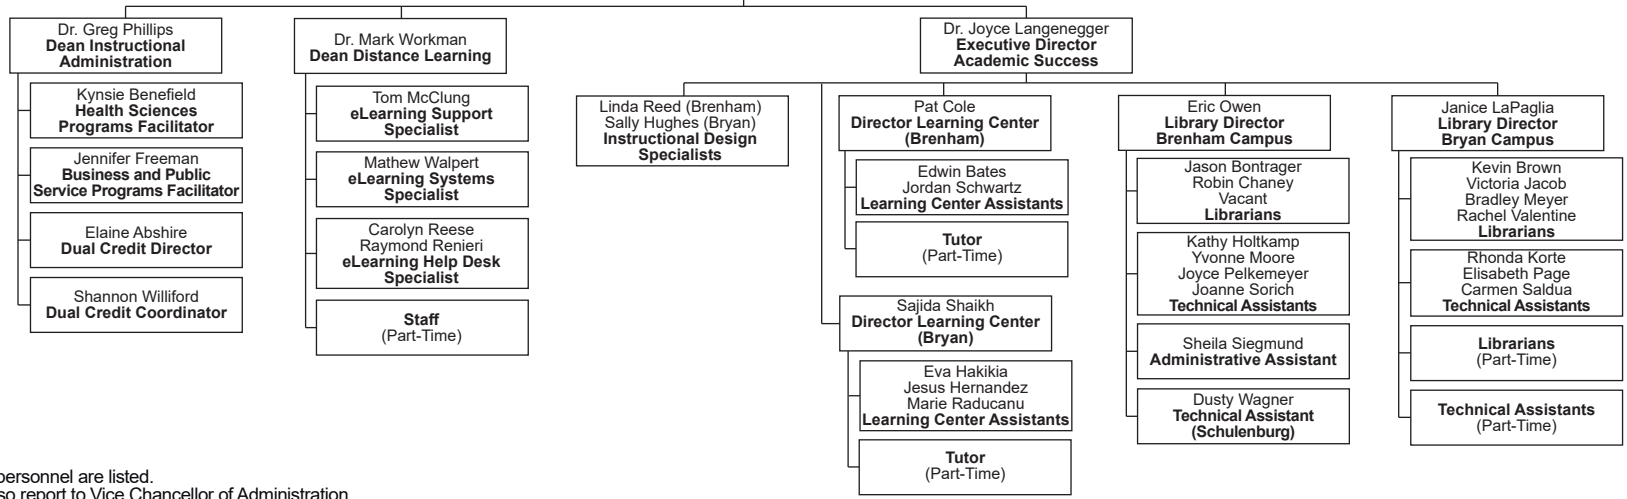 Dr. Greg Phillips
Dean Instructional
Administration
Kynsie Benefield
Health Sciences
Programs Facilitator
Jennifer Freeman
Business and Public
Service Programs Facilitator
Elaine Abshire
Dual Credit Director
Shannon Williford
Dual Credit Coordinator
Dr. Mark Workman
Dean Distance Learning
Tom McClung
eLearning Support
Specialist
Mathew Walpert
eLearning Systems
Specialist
Carolyn Reese
Raymond Renieri
eLearning Help Desk
Specialist
Staff
(Part-Time)
Dr. Joyce Langenegger
Executive Director
Academic Success
Linda Reed (Brenham)
Sally Hughes (Bryan)
Instructional Design
Specialists
Pat Cole
Director Learning Center
(Brenham)
Edwin Bates
Jordan Schwartz
Learning Center Assistants
Tutor
(Part-Time)
Sajida Shaikh
Director Learning Center
(Bryan)
Eva Hakikia
Jesus Hernandez
Marie Raducanu
Learning Center Assistants
Tutor
(Part-Time)
Eric Owen
Library Director
Brenham Campus
Jason Bontrager
Robin Chaney
Vacant
Librarians
Kathy Holtkamp
Yvonne Moore
Joyce Pelkemeyer
Joanne Sorich
Technical Assistants
Sheila Siegmund
Administrative Assistant
Dusty Wagner
Technical Assistant
(Schulenburg)
Janice LaPaglia
Library Director
Bryan Campus
Kevin Brown
Victoria Jacob
Bradley Meyer
Rachel Valentine
Librarians
Rhonda Korte
Elisabeth Page
Carmen Saldua
Technical Assistants
Librarians
(Part-Time)
Technical Assistants
(Part-Time)
personnel are listed.
so report to Vice Chancellor of Administration